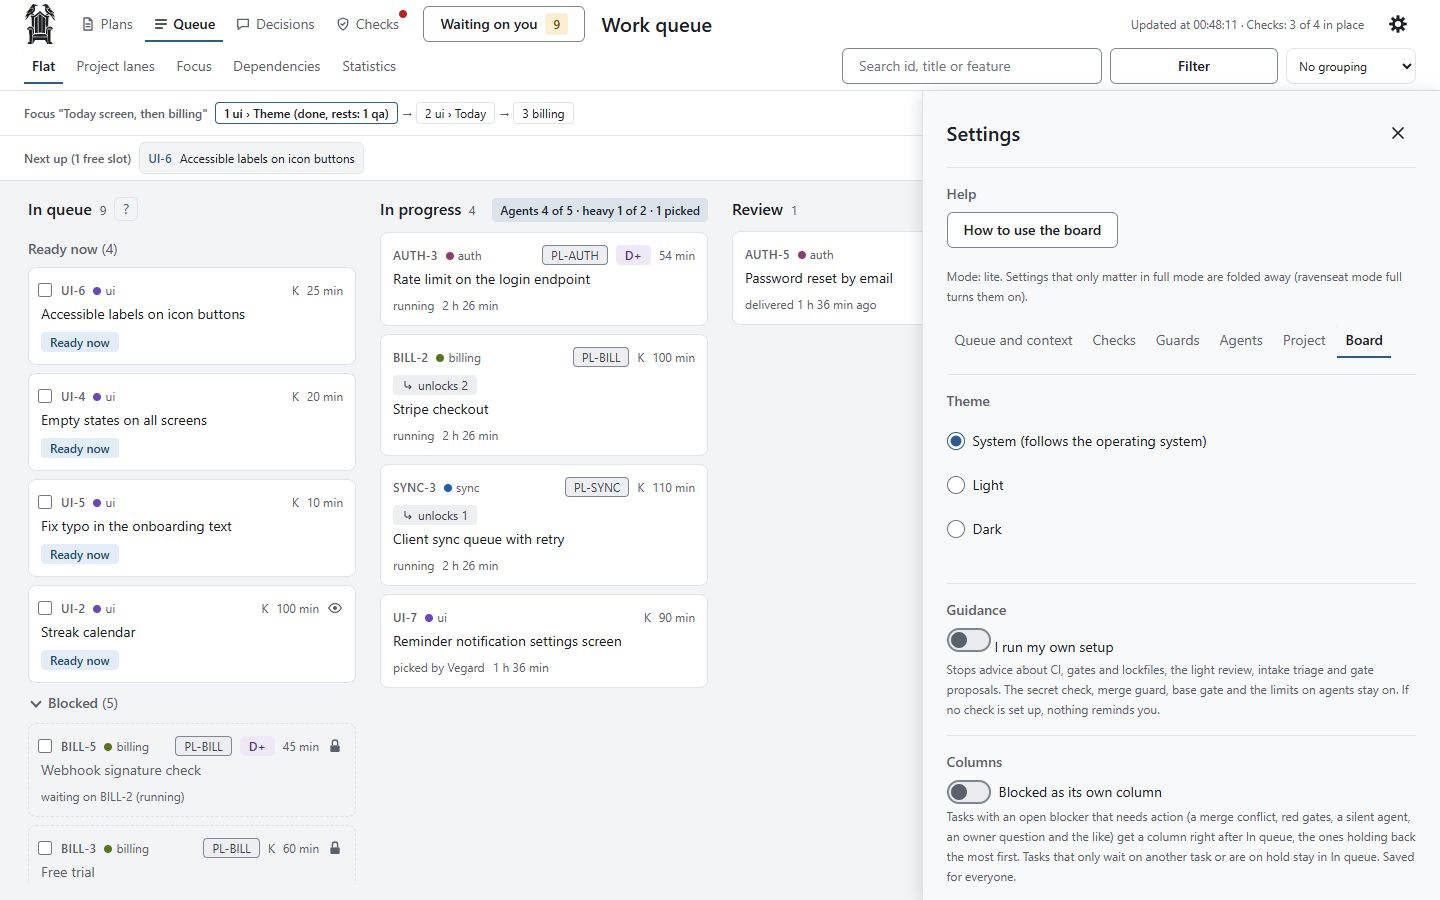 Plans
Queue
Decisions
Checks
Waiting on you 9
Work queue
Updated at 00:48:11 · Checks: 3 of 4 in place
Flat
Project lanes
Focus
Dependencies
Statistics
Search id, title or feature
Filter
No grouping
Focus "Today screen, then billing" 1 ui › Theme (done, rests: 1 qa) → 2 ui › Today → 3 billing
Next up (1 free slot) UI-6 Accessible labels on icon buttons
In queue 9 ?
Ready now (4)
UI-6 ui K 25 min
Accessible labels on icon buttons
Ready now
UI-4 ui K 20 min
Empty states on all screens
Ready now
UI-5 ui K 10 min
Fix typo in the onboarding text
Ready now
UI-2 ui K 100 min
Streak calendar
Ready now
Blocked (5)
BILL-5 billing PL-BILL D+ 45 min
Webhook signature check
waiting on BILL-2 (running)
BILL-3 billing PL-BILL K 60 min
Free trial
In progress 4 Agents 4 of 5 · heavy 1 of 2 · 1 picked
AUTH-3 auth PL-AUTH D+ 54 min
Rate limit on the login endpoint
running 2 h 26 min
BILL-2 billing PL-BILL K 100 min
↳ unlocks 2
Stripe checkout
running 2 h 26 min
SYNC-3 sync PL-SYNC K 110 min
↳ unlocks 1
Client sync queue with retry
running 2 h 26 min
UI-7 ui K 90 min
Reminder notification settings screen
picked by Vegard 1 h 36 min
Review 1
AUTH-5 auth
Password reset by email
delivered 1 h 36 min ago
Settings
Help
How to use the board
Mode: lite. Settings that only matter in full mode are folded away (ravenseat mode full
turns them on).
Queue and context
Checks
Guards
Agents
Project
Board
Theme
System (follows the operating system)
Light
Dark
Guidance
I run my own setup
Stops advice about CI, gates and lockfiles, the light review, intake triage and gate
proposals. The secret check, merge guard, base gate and the limits on agents stay on. If
no check is set up, nothing reminds you.
Columns
Blocked as its own column
Tasks with an open blocker that needs action (a merge conflict, red gates, a silent agent,
an owner question and the like) get a column right after In queue, the ones holding back
the most first. Tasks that only wait on another task or are on hold stay in In queue. Saved
for everyone.